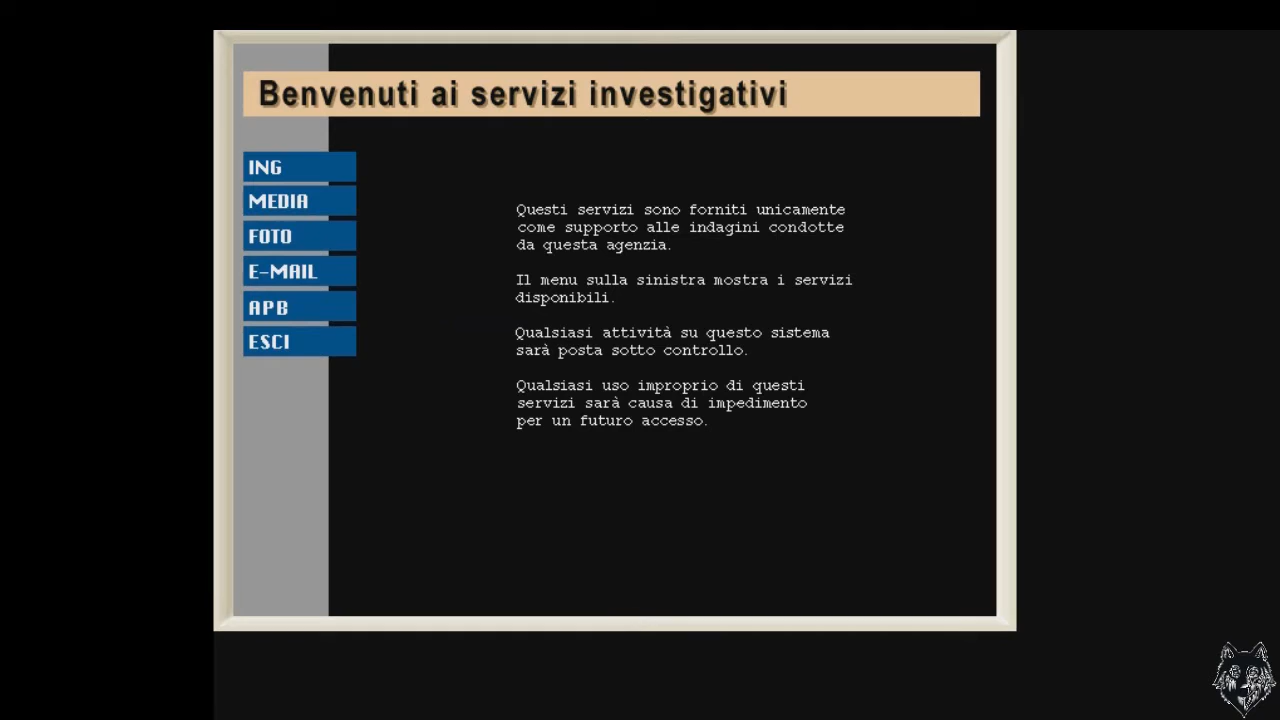 Benvenuti ai servizi investigativi
ING
MEDIA
FOTO
E-MAIL
APB
ESCI
Questi servizi sono forniti unicamente
come supporto alle indagini condotte
da questa agenzia.
Il menu sulla sinistra mostra i servizi
disponibili.
Qualsiasi attività su questo sistema
sarà posta sotto controllo.
Qualsiasi uso improprio di questi
servizi sarà causa di impedimento
per un futuro accesso.